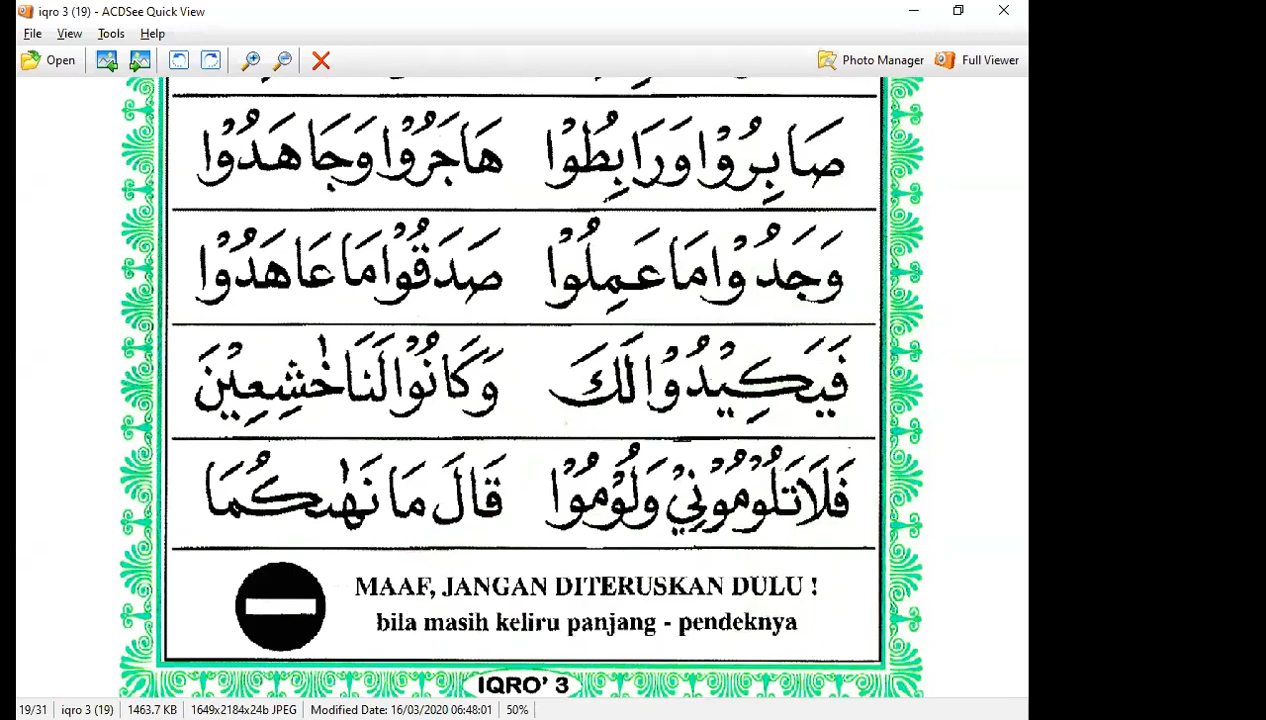 iqro 3 (19) - ACDSee Quick View
File View Tools Help
Open Photo Manager Full Viewer
صَابِرُوْا وَرَابِطُوْا هَاجَرُوْا وَجَاهَدُوْا
وَجَدُوْا مَا عَمِلُوْا صَدَقُوْا مَا عَاهَدُوْا
فَيَكِيْدُوْا لَكَ وَكَانُوْا لَنَا خٰشِعِيْنَ
فَلَا تَلُوْمُوْنِيْ وَلُوْمُوْا قَالَ مَا نَهٰىكُمَا
MAAF, JANGAN DITERUSKAN DULU !
bila masih keliru panjang - pendeknya
IQRO' 3
19/31 iqro 3 (19) 1463.7 KB 1649x2184x24b JPEG Modified Date: 16/03/2020 06:48:01 50%